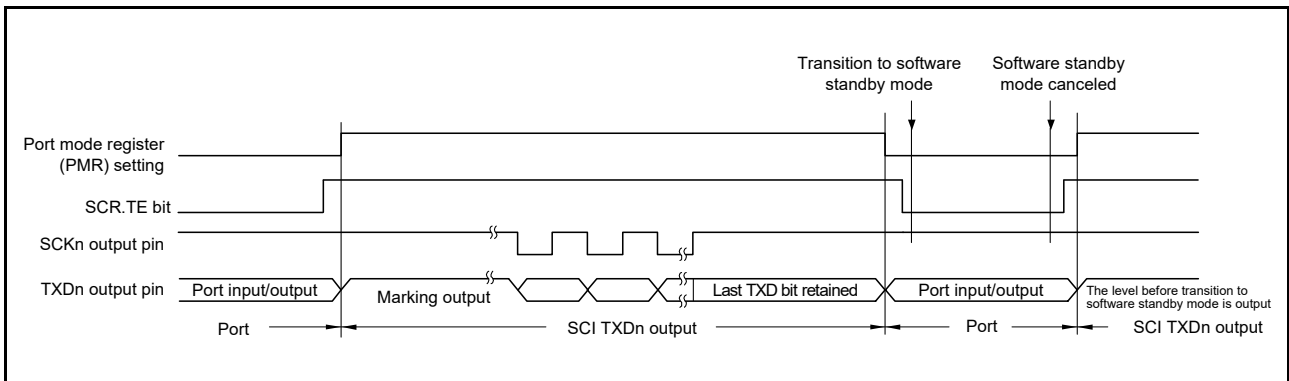 Transition to software
standby mode
Software standby
mode canceled
Port mode register
(PMR) setting
SCR.TE bit
SCKn output pin
TXDn output pin
Port input/output
Marking output
Last TXD bit retained
Port input/output
The level before transition to
software standby mode is output
Port
SCI TXDn output
Port
SCI TXDn output